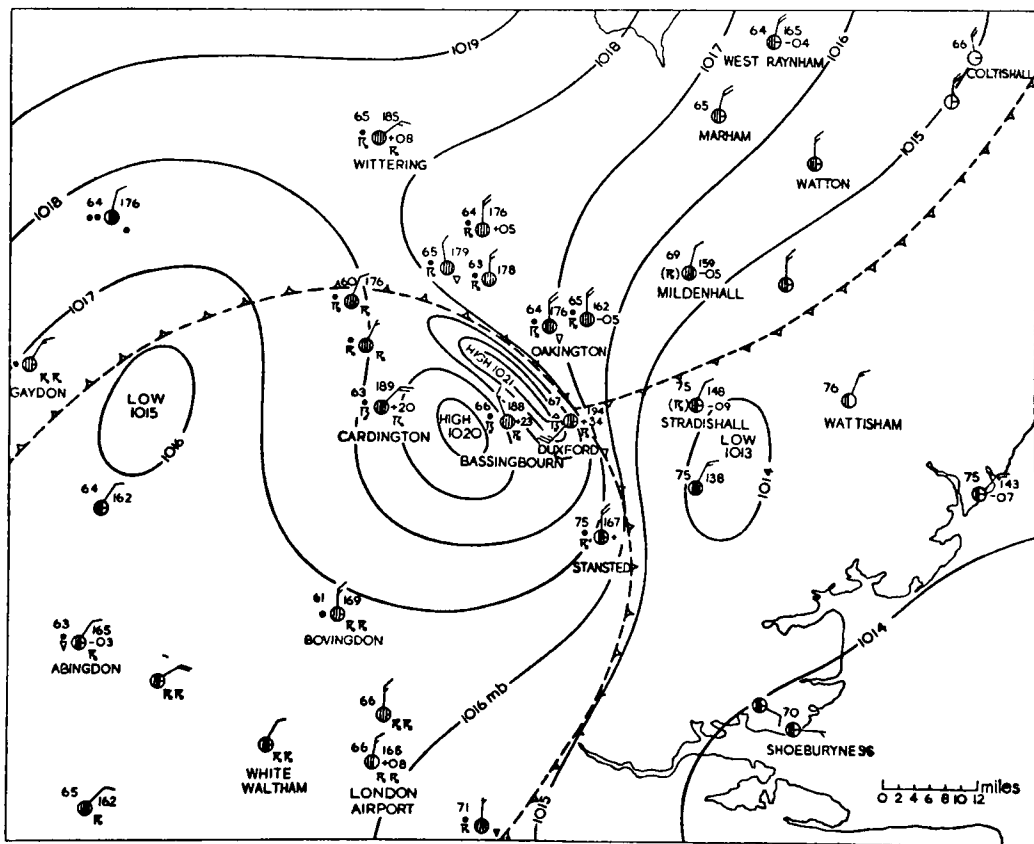 1019
1018
1017
1016
64 165
-04
WEST RAYNHAM
66
COLTISHALL
65
MARHAM
65 185
+08
WITTERING
1015
WATTON
64 176
1018
64 176
+05
65 179
63 178
69 159
(R) -05
MILDENHALL
1017
60 176
64 176
65 162
-05
OAKINGTON
HIGH 1021
GAYDON
LOW
1015
1016
63 189
+20
CARDINGTON
HIGH
1020
66 188
+23
BASSINGBOURN
67 194
+34
DUXFORD
75 148
(R) -09
STRADISHALL
76
WATTISHAM
LOW
1013
1014
75 138
75 143
-07
64 162
75 167
+
STANSTED
61 169
BOVINGDON
63 165
-03
ABINGDON
1014
1016 mb
66
70
SHOEBURYNESS
WHITE
WALTHAM
66 166
+08
LONDON
AIRPORT
65 162
71
1015
miles
0 2 4 6 8 10 12